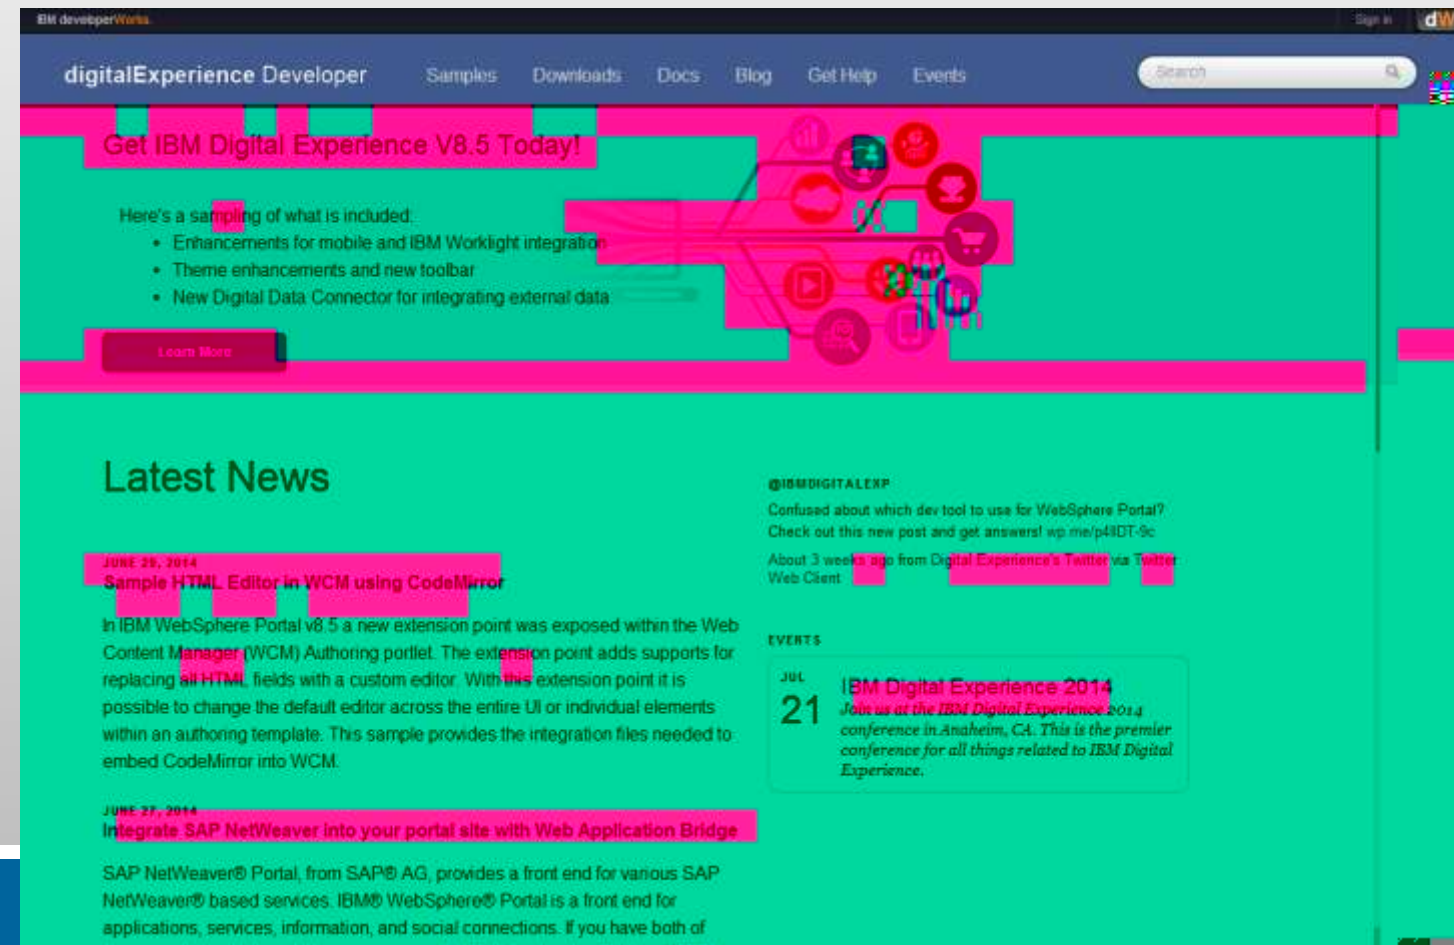 IBM developerWorks
Sign in
dW
digitalExperience Developer
Samples Downloads Docs Blog Get Help Events
Search
Get IBM Digital Experience V8.5 Today!
Here's a sampling of what is included:
• Enhancements for mobile and IBM Worklight integration
• Theme enhancements and new toolbar
• New Digital Data Connector for integrating external data
Learn More
Latest News
JUNE 29, 2014
Sample HTML Editor in WCM using CodeMirror
In IBM WebSphere Portal v8.5 a new extension point was exposed within the Web
Content Manager (WCM) Authoring portlet. The extension point adds supports for
replacing all HTML fields with a custom editor. With this extension point it is
possible to change the default editor across the entire UI or individual elements
within an authoring template. This sample provides the integration files needed to
embed CodeMirror into WCM.
JUNE 27, 2014
Integrate SAP NetWeaver into your portal site with Web Application Bridge
SAP NetWeaver® Portal, from SAP® AG, provides a front end for various SAP
NetWeaver® based services. IBM® WebSphere® Portal is a front end for
applications, services, information, and social connections. If you have both of
@IBMDIGITALEXP
Confused about which dev tool to use for WebSphere Portal?
Check out this new post and get answers! wp.me/p48DT-9c
About 3 weeks ago from Digital Experience's Twitter via Twitter
Web Client
EVENTS
JUL
21
IBM Digital Experience 2014
Join us at the IBM Digital Experience 2014
conference in Anaheim, CA. This is the premier
conference for all things related to IBM Digital
Experience.